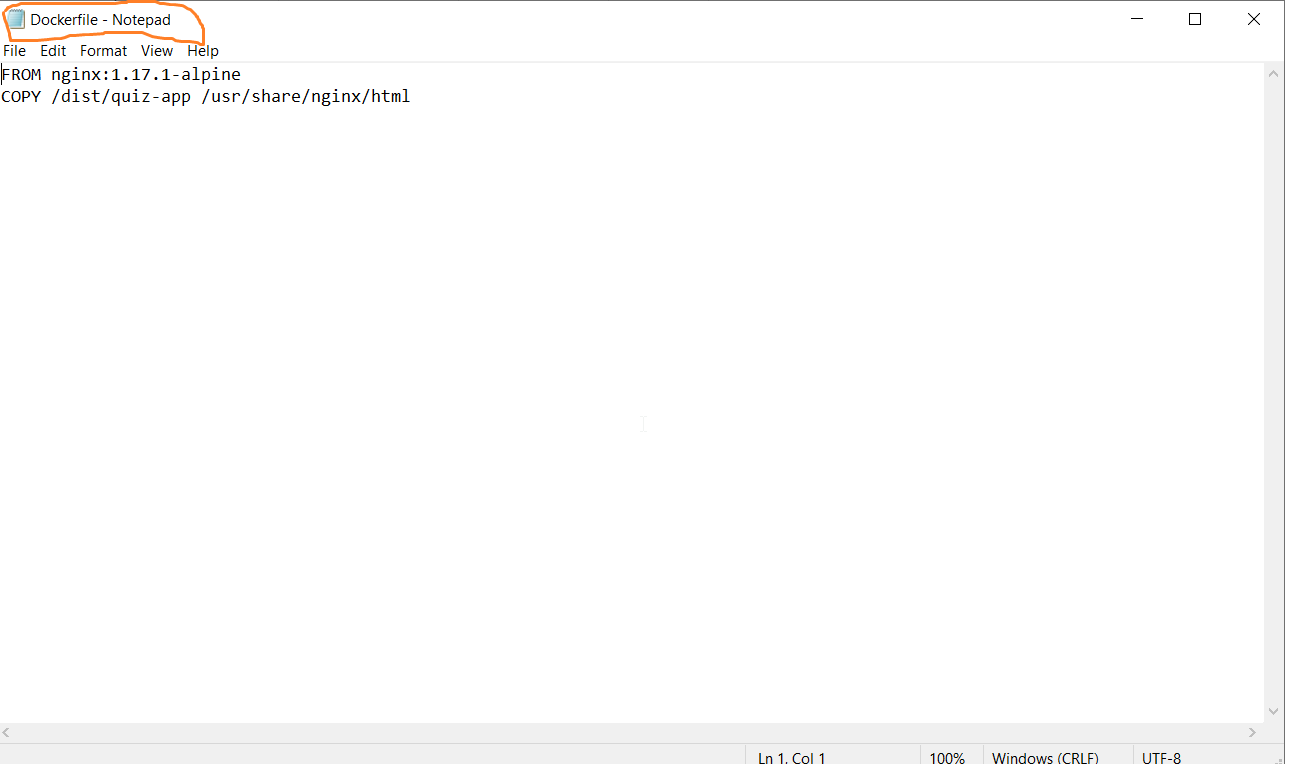 Dockerfile - Notepad
File Edit Format View Help
FROM nginx:1.17.1-alpine
COPY /dist/quiz-app /usr/share/nginx/html
Ln 1, Col 1 100% Windows (CRLF) UTF-8